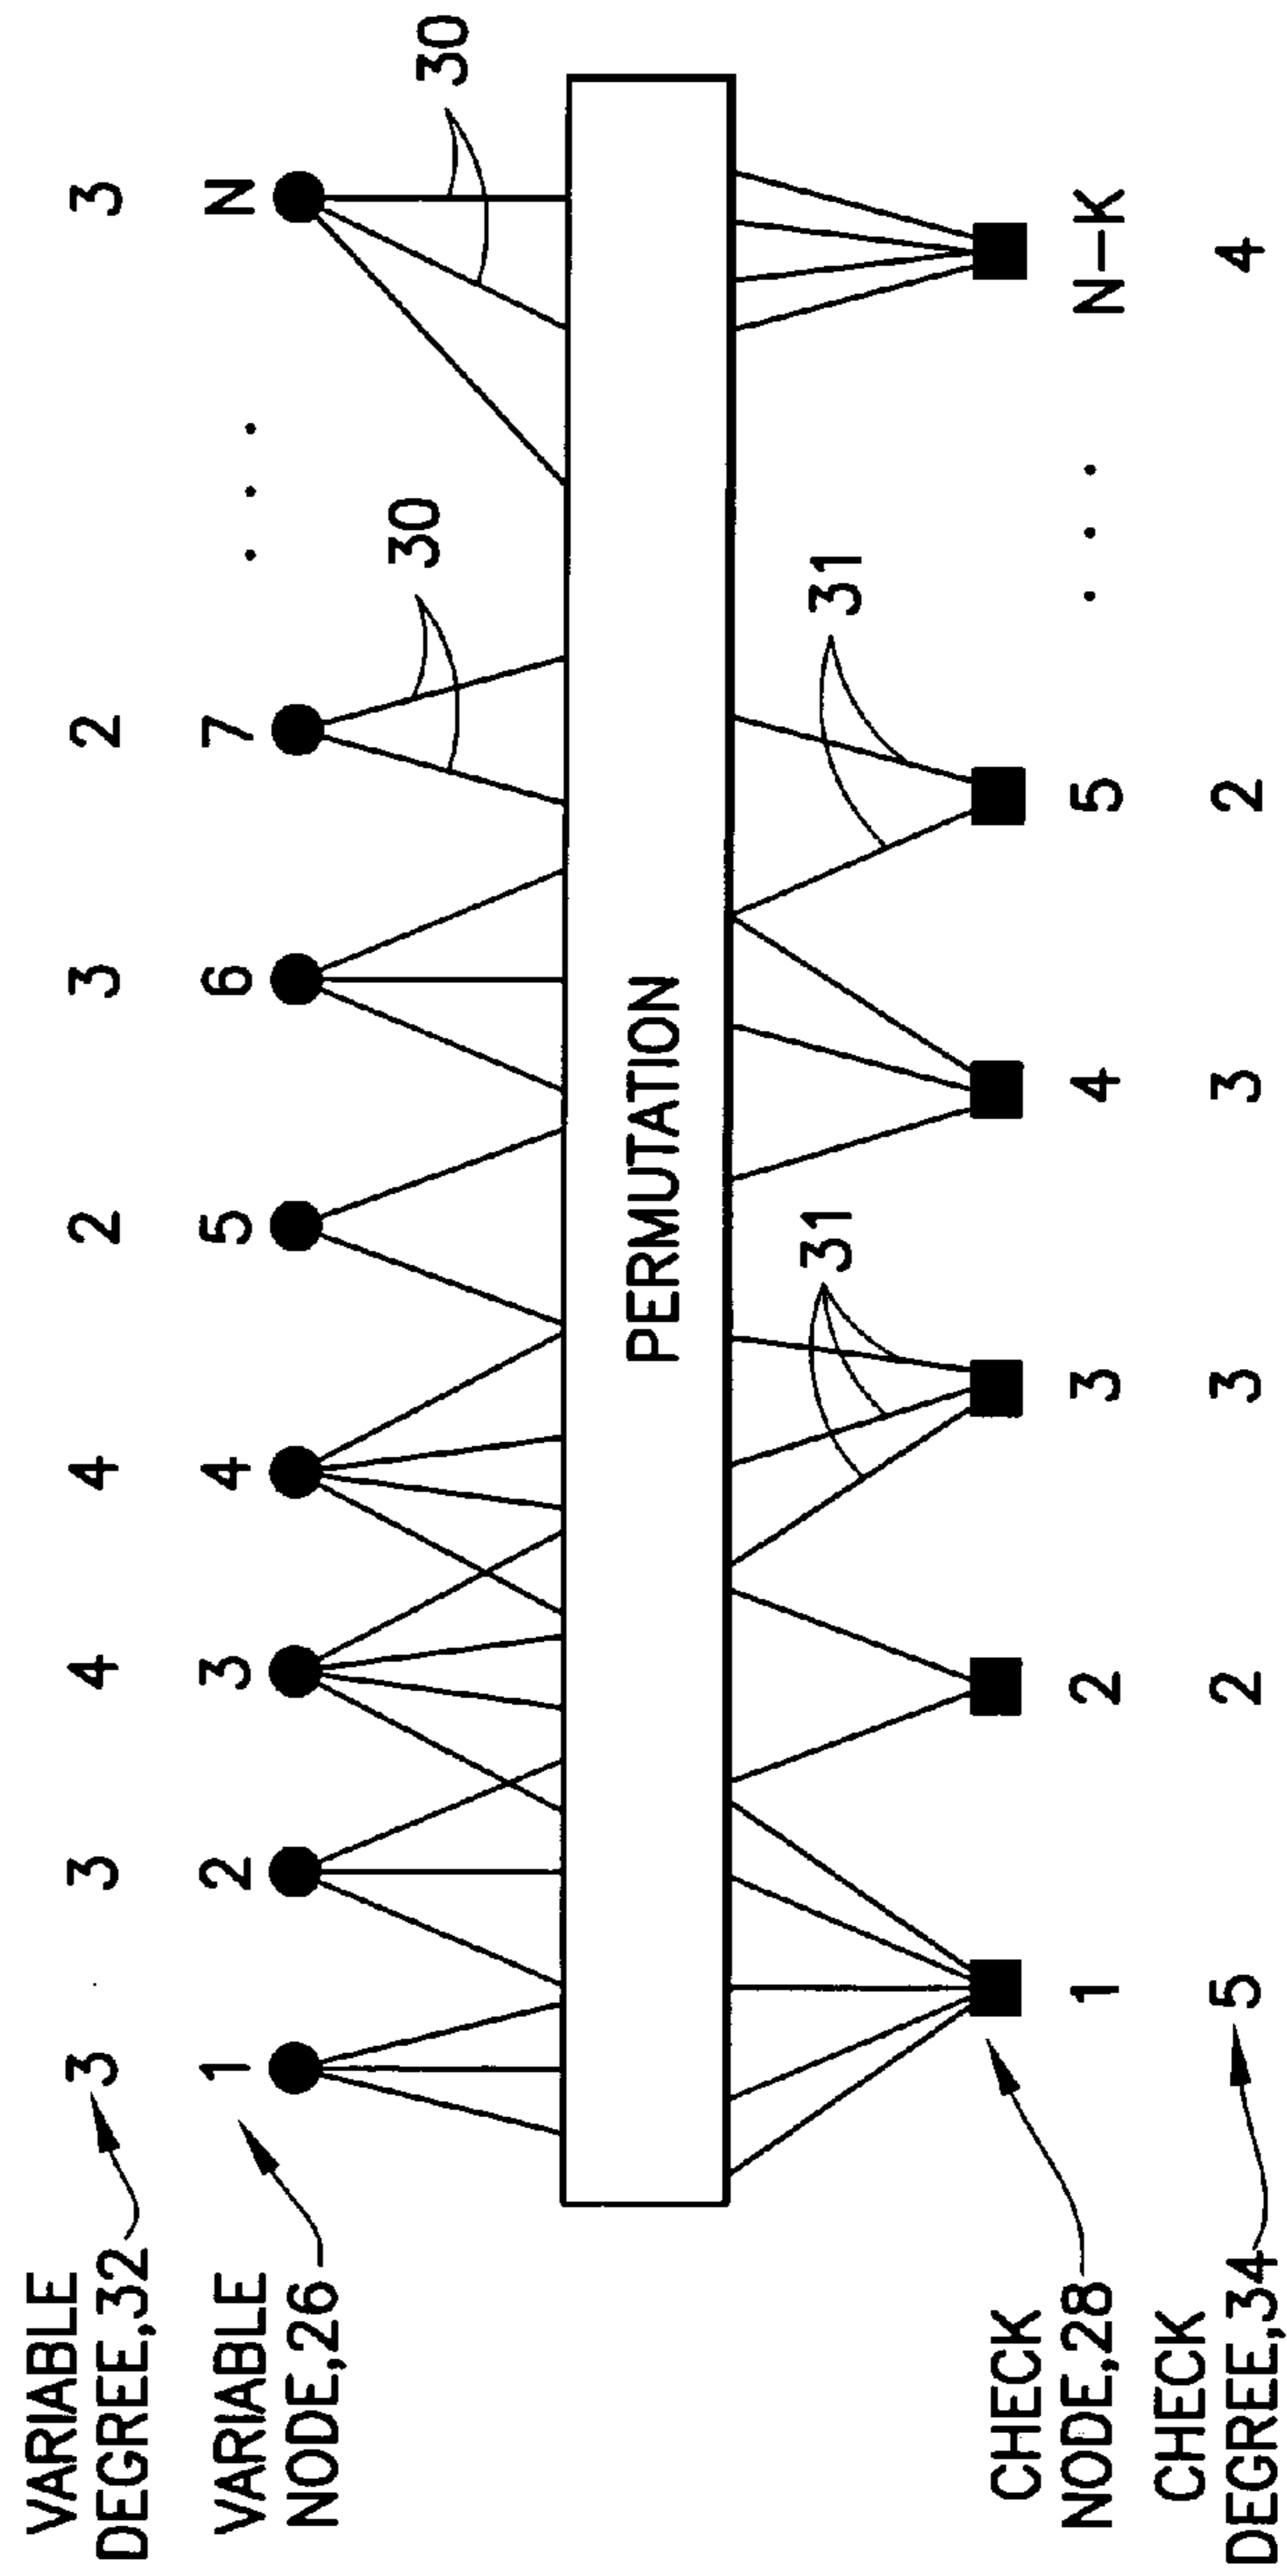 VARIABLE
DEGREE,32
3 3 4 4 2 3 2 3
VARIABLE
NODE,26
1 2 3 4 5 6 7 . . . N
30 30
PERMUTATION
31 31
CHECK
NODE,28
1 2 3 4 5 . . . N-K
CHECK
DEGREE,34
5 2 3 3 2 4